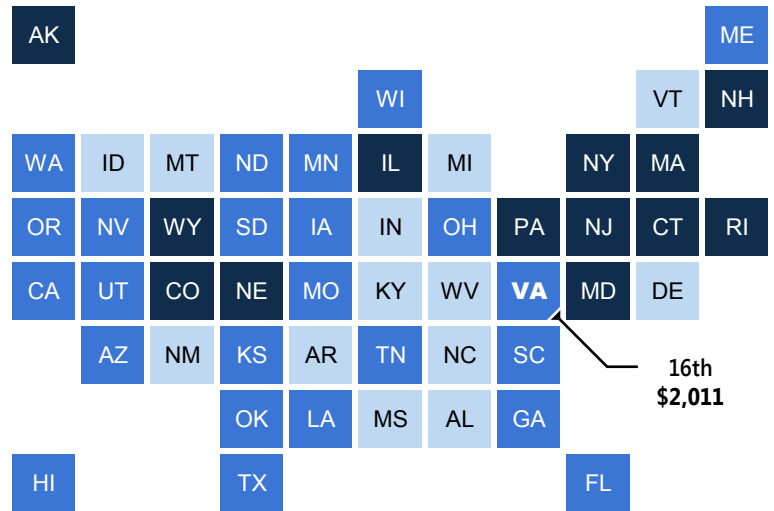 AK ME
WI VT NH
WA ID MT ND MN IL MI NY MA
OR NV WY SD IA IN OH PA NJ CT RI
CA UT CO NE MO KY WV VA MD DE
AZ NM KS AR TN NC SC
16th
$2,011
OK LA MS AL GA
HI TX FL